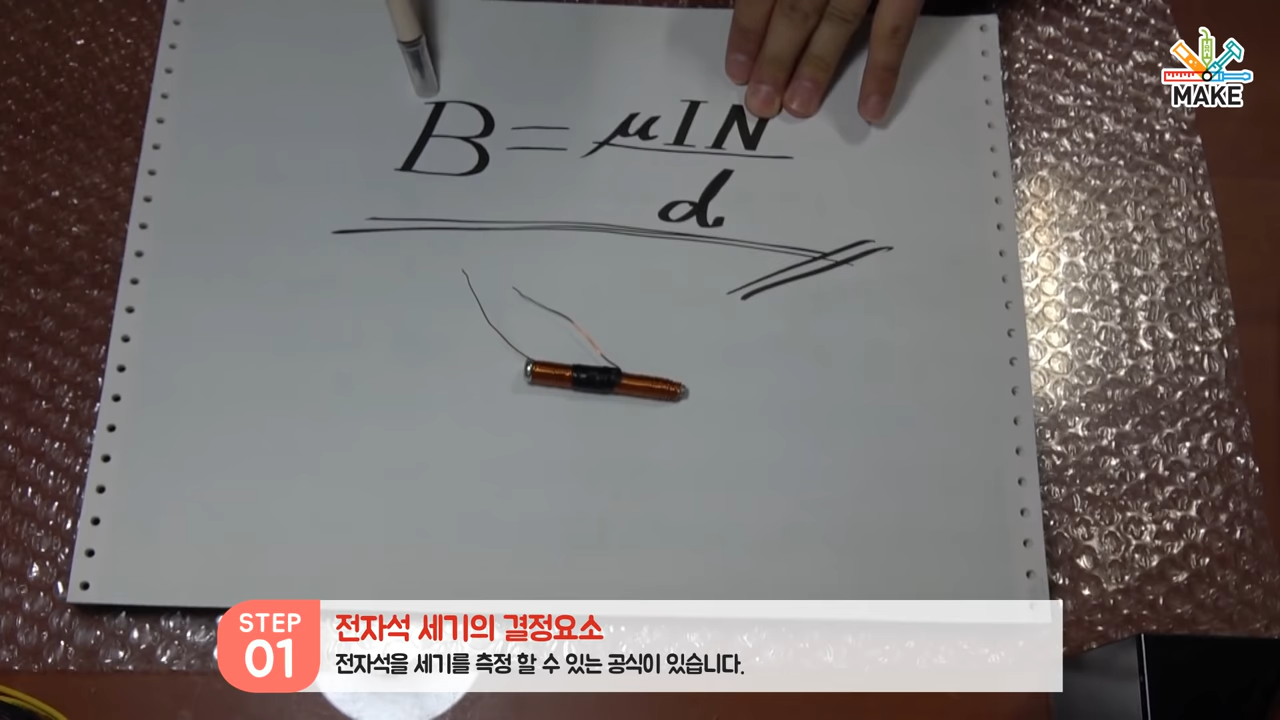 MAKE
B = μIN
d
STEP
01
전자석 세기의 결정요소
전자석을 세기를 측정 할 수 있는 공식이 있습니다.